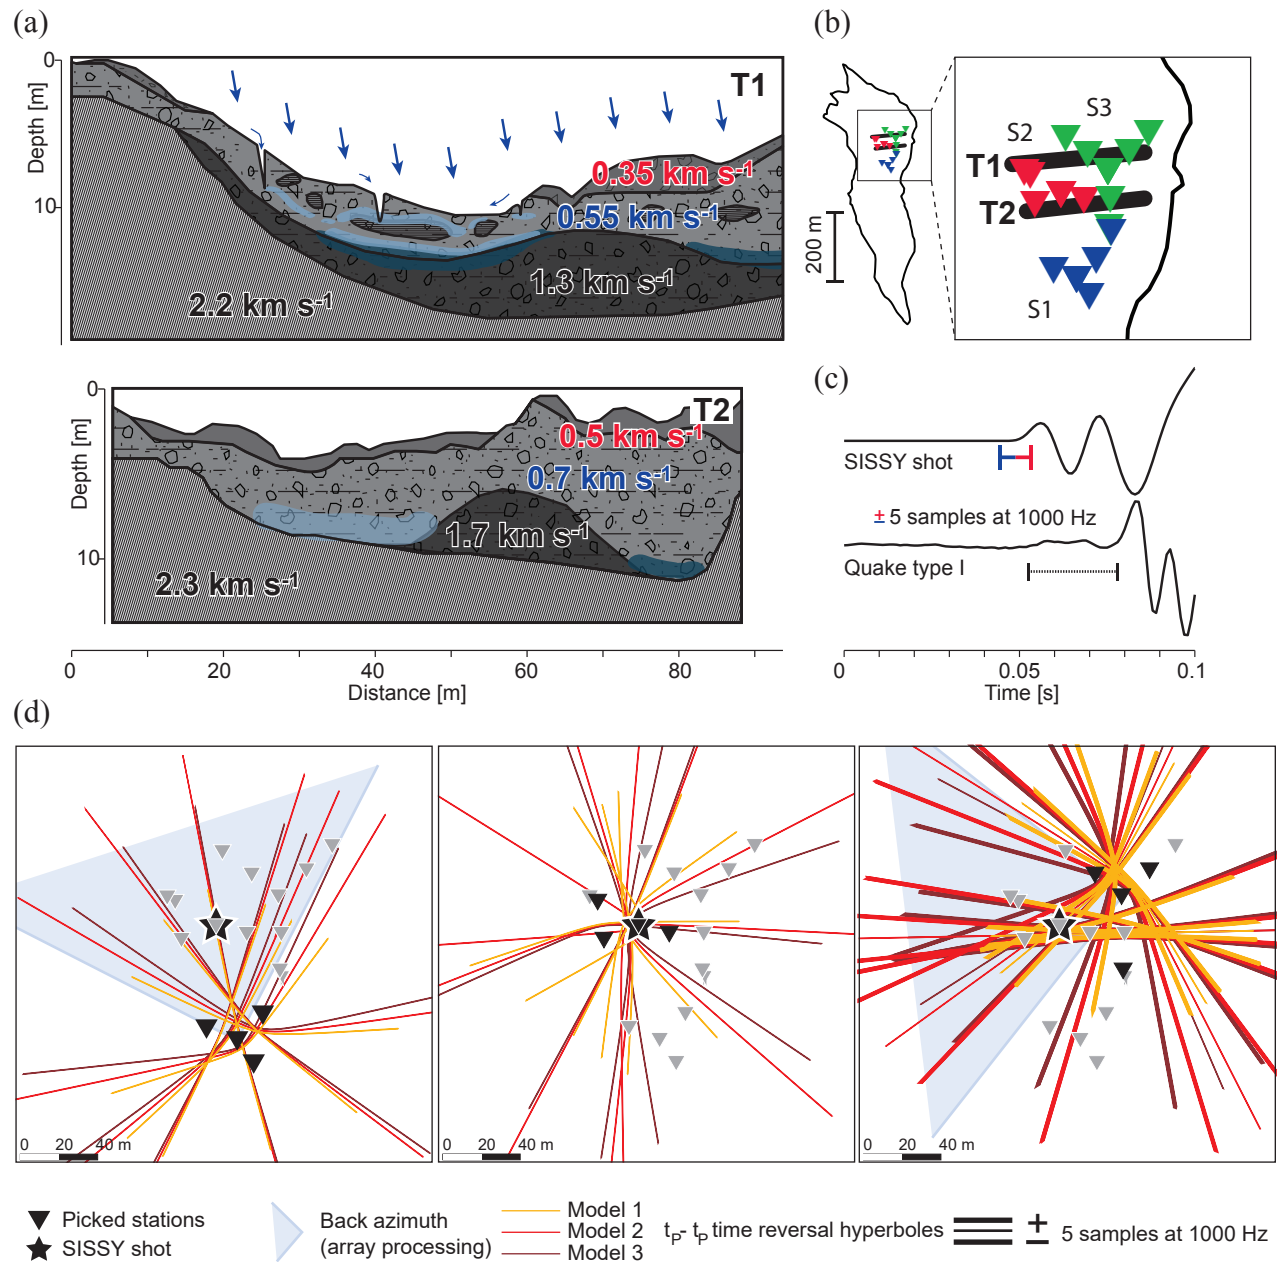 (a)
0
10
Depth [m]
T1
0.35 km s-1
0.55 km s-1
1.3 km s-1
2.2 km s-1
0
10
Depth [m]
T2
0.5 km s-1
0.7 km s-1
1.7 km s-1
2.3 km s-1
0 20 40 60 80
Distance [m]
(b)
200 m
S3
S2
T1
T2
S1
(c)
SISSY shot
± 5 samples at 1000 Hz
Quake type I
0 0.05 0.1
Time [s]
(d)
0 20 40 m
0 20 40 m
0 20 40 m
Picked stations
SISSY shot
Back azimuth
(array processing)
Model 1
Model 2
Model 3
tP- tP time reversal hyperboles
± 5 samples at 1000 Hz